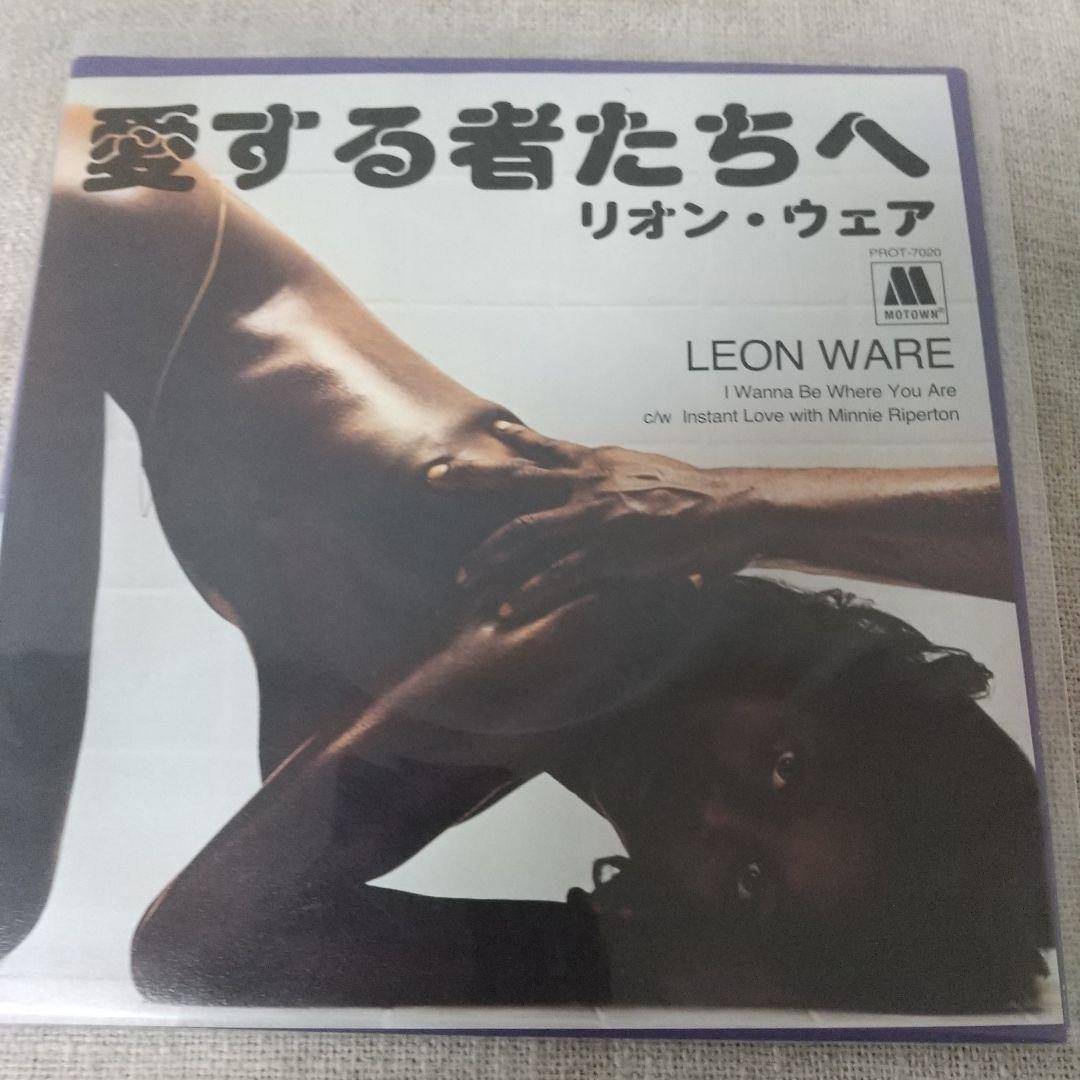 愛する者たちへ
リオン・ウェア
PROT-7020
MOTOWN®
LEON WARE
I Wanna Be Where You Are
c/w Instant Love with Minnie Riperton